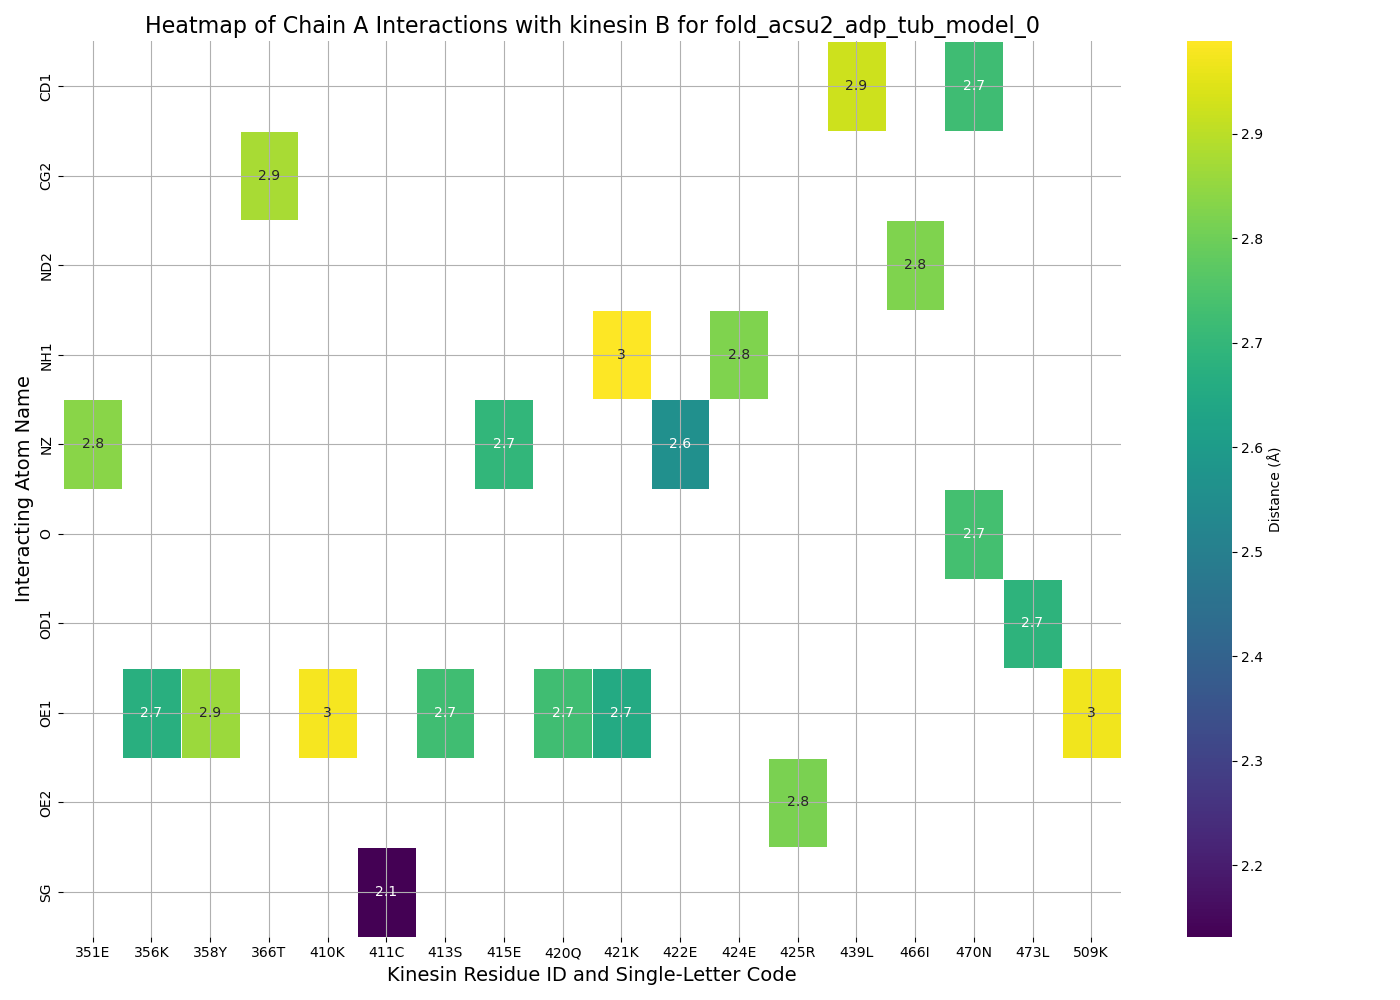 Heatmap of Chain A Interactions with kinesin B for fold_acsu2_adp_tub_model_0
CD1
2.9
2.7
CG2
2.9
ND2
2.8
NH1
3
2.8
NZ
2.8
2.7
2.6
O
2.7
OD1
2.7
OE1
2.7
2.9
3
2.7
2.7
2.7
3
OE2
2.8
SG
2.1
Interacting Atom Name
351E
356K
358Y
366T
410K
411C
413S
415E
420Q
421K
422E
424E
425R
439L
466I
470N
473L
509K
Kinesin Residue ID and Single-Letter Code
2.9
2.8
2.7
2.6
2.5
2.4
2.3
2.2
Distance (Å)